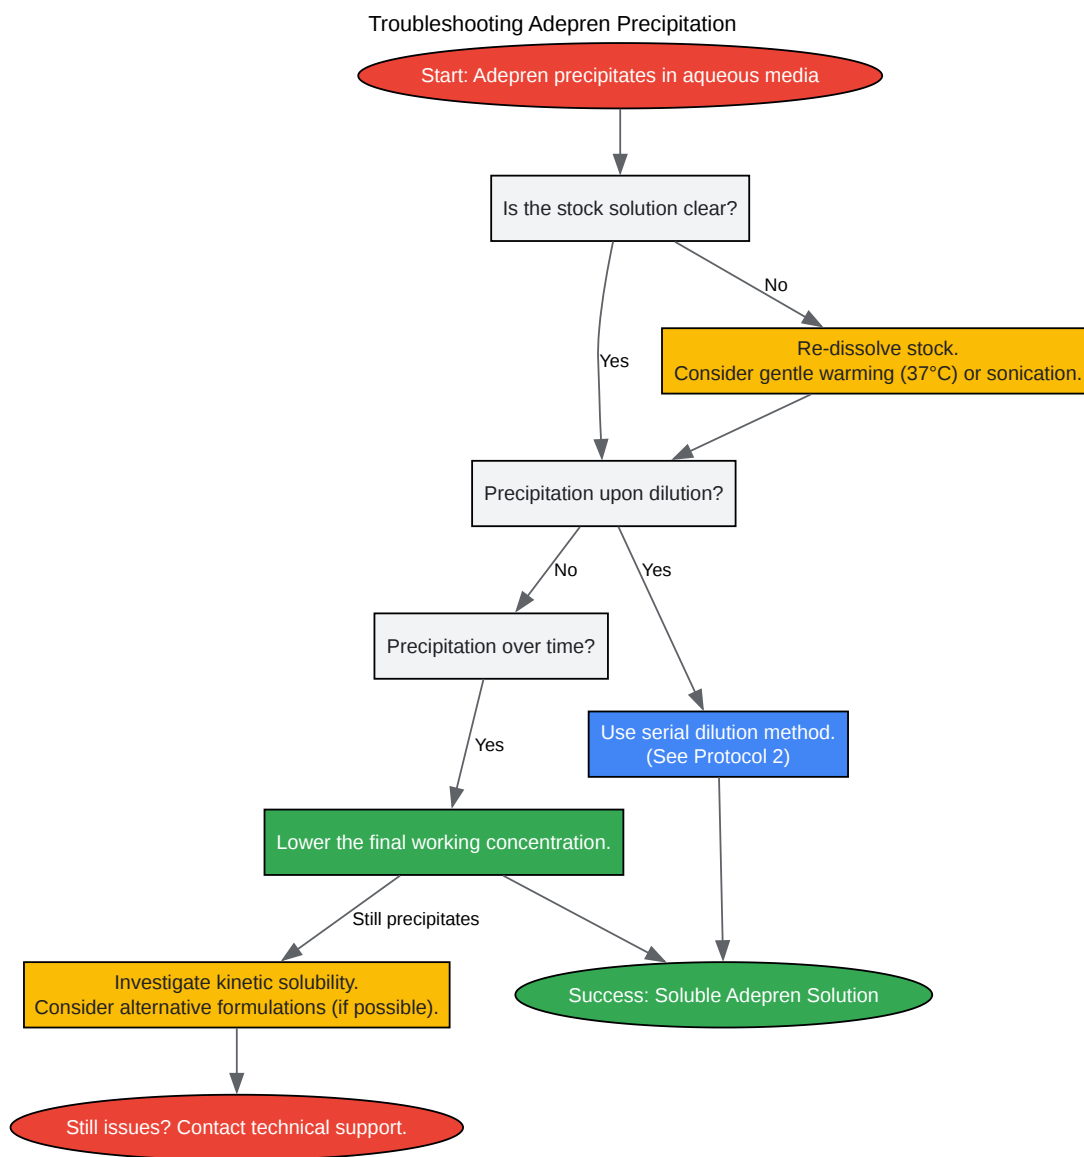 Troubleshooting Adepren Precipitation
Start: Adepren precipitates in aqueous media
Is the stock solution clear?
No
Re-dissolve stock.
Consider gentle warming (37°C) or sonication.
Yes
Precipitation upon dilution?
No
Yes
Precipitation over time?
Use serial dilution method.
(See Protocol 2)
Yes
Lower the final working concentration.
Still precipitates
Investigate kinetic solubility.
Consider alternative formulations (if possible).
Success: Soluble Adepren Solution
Still issues? Contact technical support.